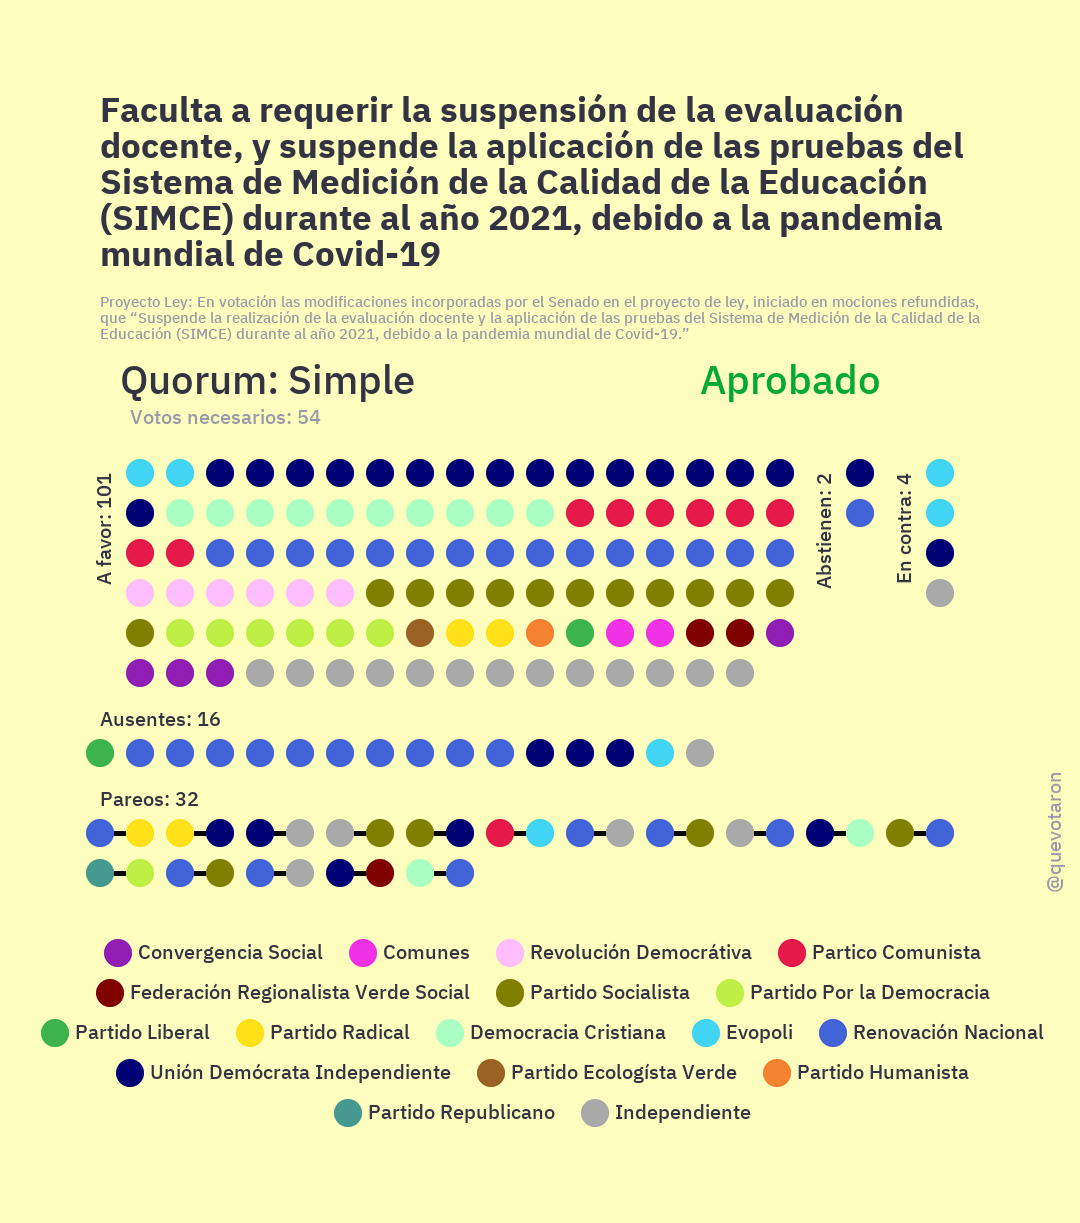 Faculta a requerir la suspensión de la evaluación
docente, y suspende la aplicación de las pruebas del
Sistema de Medición de la Calidad de la Educación
(SIMCE) durante al año 2021, debido a la pandemia
mundial de Covid-19
Proyecto Ley: En votación las modificaciones incorporadas por el Senado en el proyecto de ley, iniciado en mociones refundidas,
que “Suspende la realización de la evaluación docente y la aplicación de las pruebas del Sistema de Medición de la Calidad de la
Educación (SIMCE) durante al año 2021, debido a la pandemia mundial de Covid-19.”
Quorum: Simple
Aprobado
Votos necesarios: 54
A favor: 101
Abstienen: 2
En contra: 4
Ausentes: 16
Pareos: 32
@quevotaron
Convergencia Social
Comunes
Revolución Democrátiva
Partico Comunista
Federación Regionalista Verde Social
Partido Socialista
Partido Por la Democracia
Partido Liberal
Partido Radical
Democracia Cristiana
Evopoli
Renovación Nacional
Unión Demócrata Independiente
Partido Ecologísta Verde
Partido Humanista
Partido Republicano
Independiente